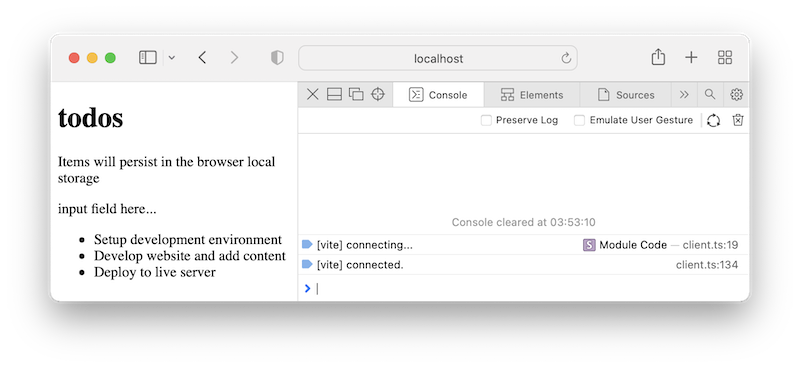 localhost
todos
Items will persist in the browser local
storage
input field here...
Setup development environment
Develop website and add content
Deploy to live server
Console
Elements
Sources
Preserve Log
Emulate User Gesture
Console cleared at 03:53:10
[vite] connecting...
S Module Code — client.ts:19
[vite] connected.
client.ts:134